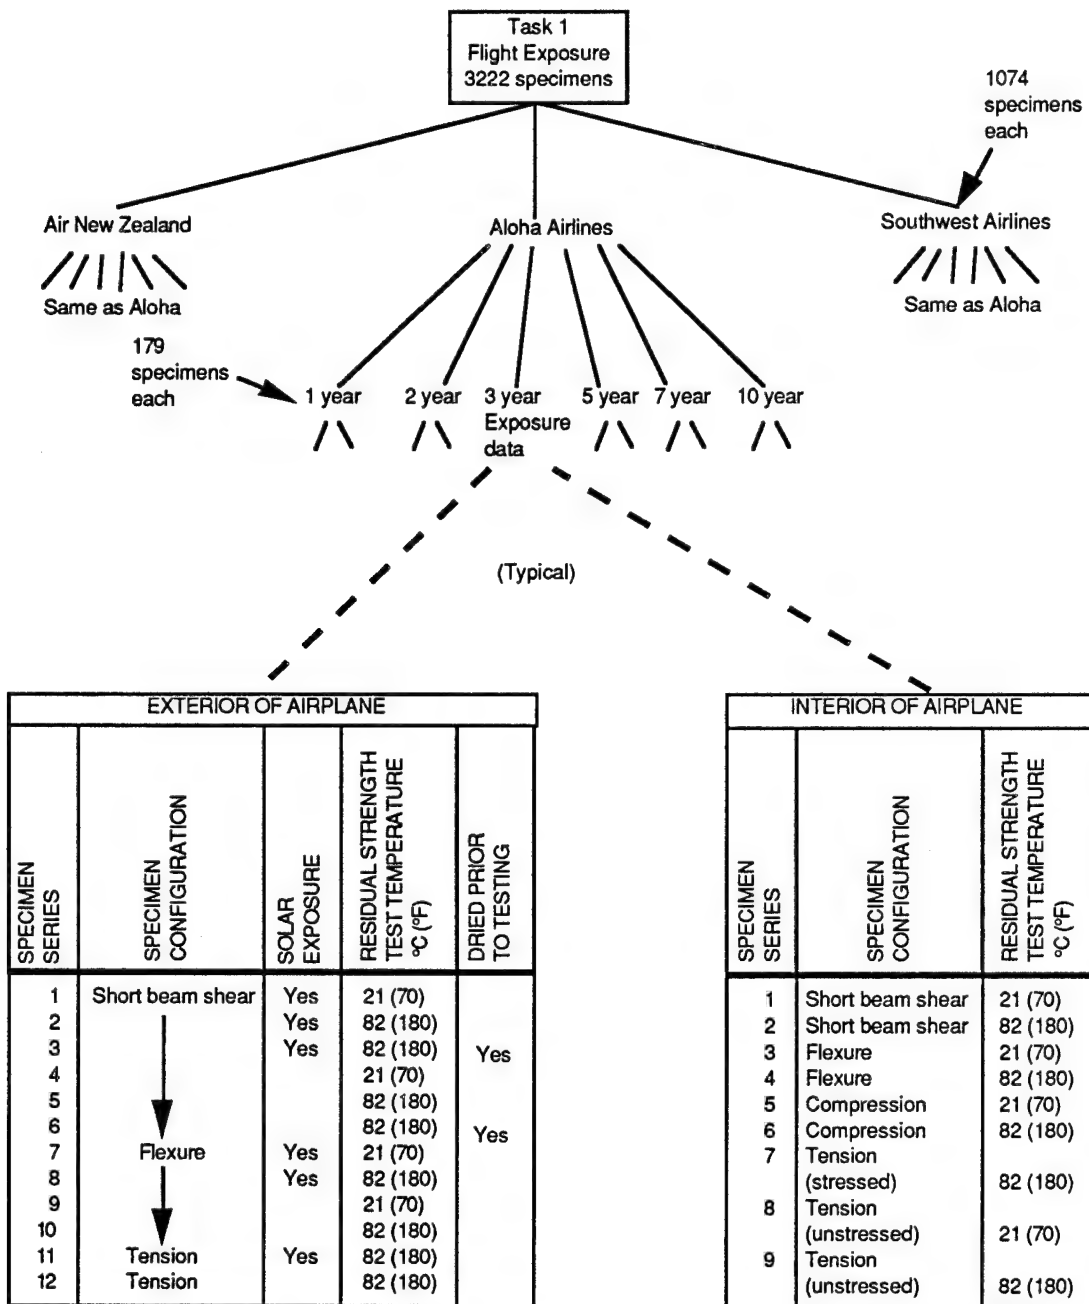 Task 1
Flight Exposure
3222 specimens
1074
specimens
each
Air New Zealand
Aloha Airlines
Southwest Airlines
Same as Aloha
Same as Aloha
179
specimens
each
1 year
2 year
3 year
5 year
7 year
10 year
Exposure
data
(Typical)
EXTERIOR OF AIRPLANE
SPECIMEN
SERIES
SPECIMEN
CONFIGURATION
SOLAR
EXPOSURE
RESIDUAL STRENGTH
TEST TEMPERATURE
°C (°F)
DRIED PRIOR
TO TESTING
1 Short beam shear Yes 21 (70)
2 Yes 82 (180)
3 Yes 82 (180) Yes
4 21 (70)
5 82 (180)
6 82 (180) Yes
7 Flexure Yes 21 (70)
8 Yes 82 (180)
9 21 (70)
10 82 (180)
11 Tension Yes 82 (180)
12 Tension 82 (180)
INTERIOR OF AIRPLANE
SPECIMEN
SERIES
SPECIMEN
CONFIGURATION
RESIDUAL STRENGTH
TEST TEMPERATURE
°C (°F)
1 Short beam shear 21 (70)
2 Short beam shear 82 (180)
3 Flexure 21 (70)
4 Flexure 82 (180)
5 Compression 21 (70)
6 Compression 82 (180)
7 Tension
(stressed) 82 (180)
8 Tension
(unstressed) 21 (70)
9 Tension
(unstressed) 82 (180)